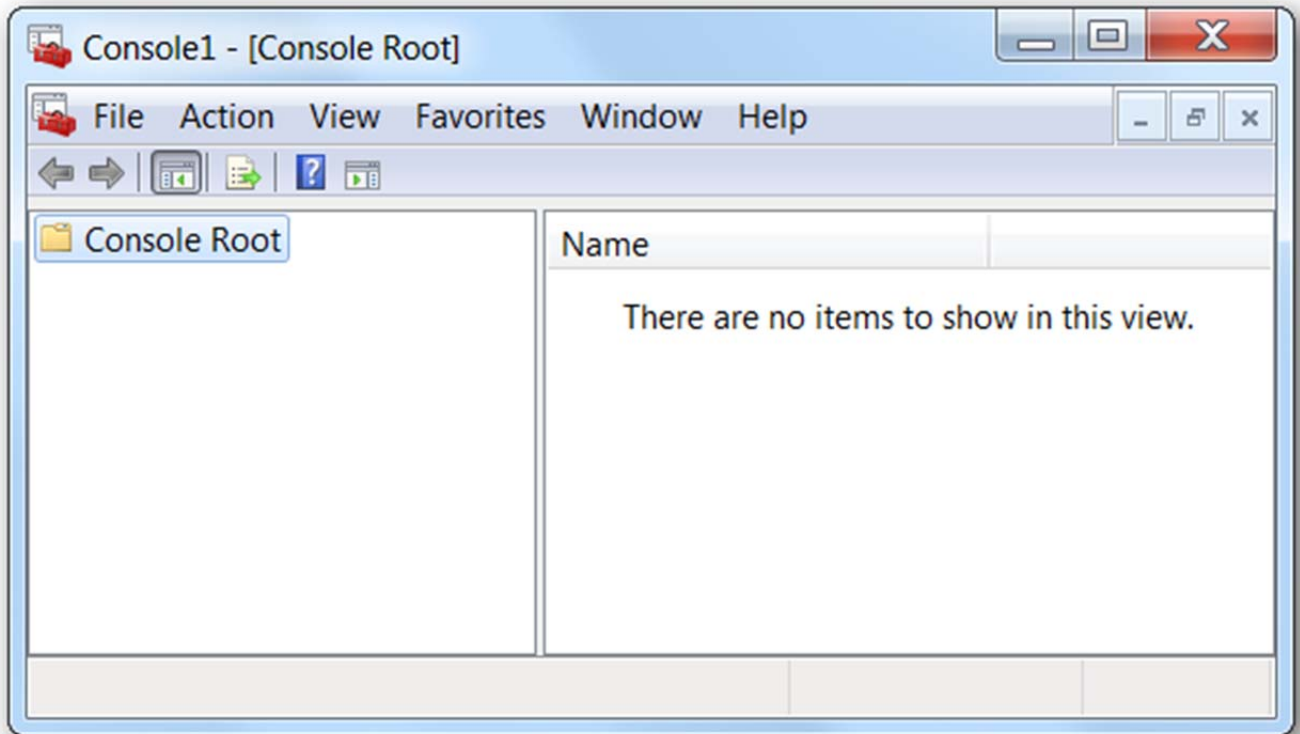 Console1 - [Console Root]
File Action View Favorites Window Help
?
Console Root
Name
There are no items to show in this view.